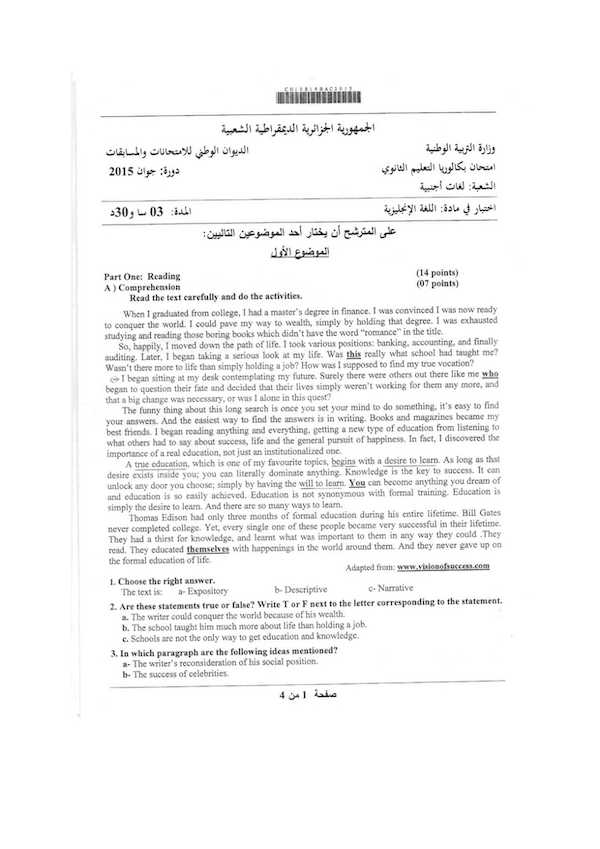 الجمهورية الجزائرية الديمقراطية الشعبية
وزارة التربية الوطنية
الديوان الوطني للامتحانات والمسابقات
امتحان بكالوريا التعليم الثانوي
دورة: جوان 2015
الشعبة: لغات أجنبية
اختبار في مادة: اللغة الإنجليزية
المدة: 03 سا و30د
على المترشح أن يختار أحد الموضوعين التاليين:
الموضوع الأول
Part One: Reading (14 points)
A ) Comprehension (07 points)
Read the text carefully and do the activities.
When I graduated from college, I had a master's degree in finance. I was convinced I was now ready
to conquer the world. I could pave my way to wealth, simply by holding that degree. I was exhausted
studying and reading those boring books which didn't have the word "romance" in the title.
So, happily, I moved down the path of life. I took various positions: banking, accounting, and finally
auditing. Later, I began taking a serious look at my life. Was this really what school had taught me?
Wasn't there more to life than simply holding a job? How was I supposed to find my true vocation?
I began sitting at my desk contemplating my future. Surely there were others out there like me who
began to question their fate and decided that their lives simply weren't working for them any more, and
that a big change was necessary, or was I alone in this quest?
The funny thing about this long search is once you set your mind to do something, it's easy to find
your answers. And the easiest way to find the answers is in writing. Books and magazines became my
best friends. I began reading anything and everything, getting a new type of education from listening to
what others had to say about success, life and the general pursuit of happiness. In fact, I discovered the
importance of a real education, not just an institutionalized one.
A true education, which is one of my favourite topics, begins with a desire to learn. As long as that
desire exists inside you; you can literally dominate anything. Knowledge is the key to success. It can
unlock any door you choose; simply by having the will to learn. You can become anything you dream of
and education is so easily achieved. Education is not synonymous with formal training. Education is
simply the desire to learn. And there are so many ways to learn.
Thomas Edison had only three months of formal education during his entire lifetime. Bill Gates
never completed college. Yet, every single one of these people became very successful in their lifetime.
They had a thirst for knowledge, and learnt what was important to them in any way they could .They
read. They educated themselves with happenings in the world around them. And they never gave up on
the formal education of life.
Adapted from: www.visionofsuccess.com
1. Choose the right answer.
The text is: a- Expository b- Descriptive c- Narrative
2. Are these statements true or false? Write T or F next to the letter corresponding to the statement.
a. The writer could conquer the world because of his wealth.
b. The school taught him much more about life than holding a job.
c. Schools are not the only way to get education and knowledge.
3. In which paragraph are the following ideas mentioned?
a- The writer's reconsideration of his social position.
b- The success of celebrities.
صفحة 1 من 4